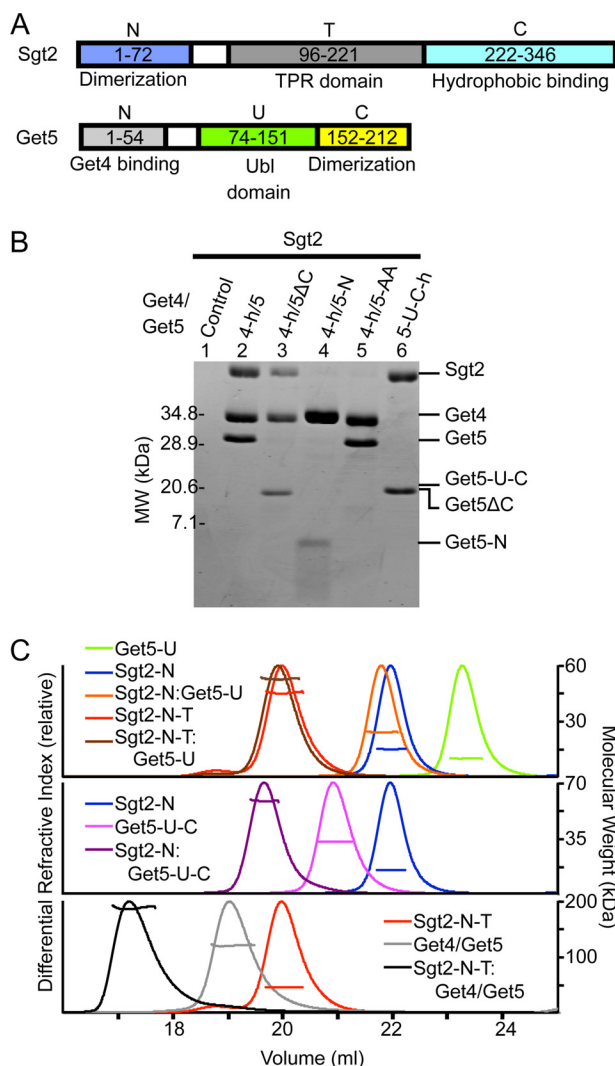 A
N T C
Sgt2 1-72 96-221 222-346
Dimerization TPR domain Hydrophobic binding
N U C
Get5 1-54 74-151 152-212
Get4 binding Ubl Dimerization
domain
B
Sgt2
Get4/
Get5
Control 4-h/5 4-h/5ΔC 4-h/5-N 4-h/5-AA 5-U-C-h
1 2 3 4 5 6
Sgt2
34.8- Get4
28.9- Get5
20.6- Get5-U-C
Get5ΔC
7.1-
Get5-N
MW (kDa)
C
Get5-U
Sgt2-N
Sgt2-N:Get5-U
Sgt2-N-T
Sgt2-N-T:
Get5-U
60
30
Sgt2-N
Get5-U-C
Sgt2-N:
Get5-U-C
70
35
Sgt2-N-T
Get4/Get5
Sgt2-N-T:
Get4/Get5
200
100
Differential Refractive Index (relative)
Molecular Weight (kDa)
18 20 22 24
Volume (ml)